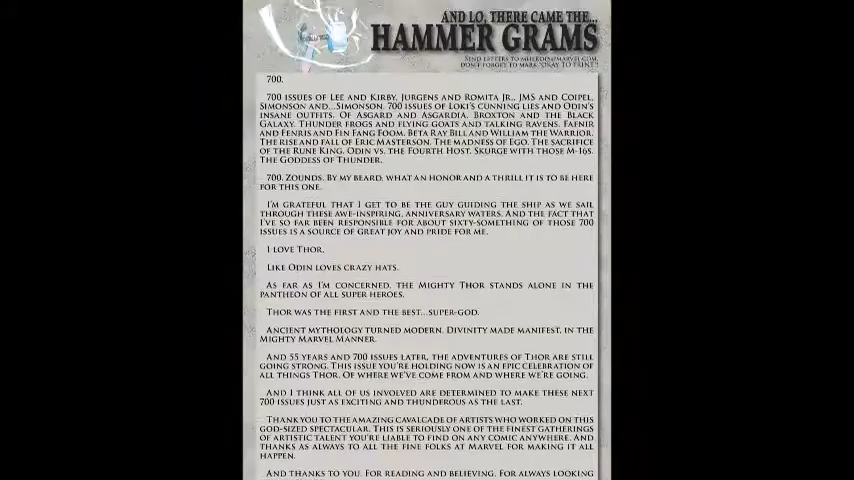 AND LO, THERE CAME THE...
HAMMER GRAMS
SEND LETTERS TO MHEROES@MARVEL.COM,
DON'T FORGET TO MARK "OKAY TO PRINT"!
700.
700 ISSUES OF LEE AND KIRBY, JURGENS AND ROMITA JR., JMS AND COIPEL,
SIMONSON AND...SIMONSON. 700 ISSUES OF LOKI'S CUNNING LIES AND ODIN'S
INSANE OUTFITS. OF ASGARD AND ASGARDIA, BROXTON AND THE BLACK
GALAXY. THUNDER FROGS AND FLYING GOATS AND TALKING RAVENS. FAFNIR
AND FENRIS AND FIN FANG FOOM. BETA RAY BILL AND WILLIAM THE WARRIOR.
THE RISE AND FALL OF ERIC MASTERSON. THE MADNESS OF EGO. THE SACRIFICE
OF THE RUNE KING. ODIN VS. THE FOURTH HOST. SKURGE WITH THOSE M-16S.
THE GODDESS OF THUNDER.
700. ZOUNDS. BY MY BEARD, WHAT AN HONOR AND A THRILL IT IS TO BE HERE
FOR THIS ONE.
I'M GRATEFUL THAT I GET TO BE THE GUY GUIDING THE SHIP AS WE SAIL
THROUGH THESE AWE-INSPIRING, ANNIVERSARY WATERS. AND THE FACT THAT
I'VE SO FAR BEEN RESPONSIBLE FOR ABOUT SIXTY-SOMETHING OF THOSE 700
ISSUES IS A SOURCE OF GREAT JOY AND PRIDE FOR ME.
I LOVE THOR.
LIKE ODIN LOVES CRAZY HATS.
AS FAR AS I'M CONCERNED, THE MIGHTY THOR STANDS ALONE IN THE
PANTHEON OF ALL SUPER HEROES.
THOR WAS THE FIRST AND THE BEST...SUPER-GOD.
ANCIENT MYTHOLOGY TURNED MODERN. DIVINITY MADE MANIFEST, IN THE
MIGHTY MARVEL MANNER.
AND 55 YEARS AND 700 ISSUES LATER, THE ADVENTURES OF THOR ARE STILL
GOING STRONG. THIS ISSUE YOU'RE HOLDING NOW IS AN EPIC CELEBRATION OF
ALL THINGS THOR. OF WHERE WE'VE COME FROM AND WHERE WE'RE GOING.
AND I THINK ALL OF US INVOLVED ARE DETERMINED TO MAKE THESE NEXT
700 ISSUES JUST AS EXCITING AND THUNDEROUS AS THE LAST.
THANK YOU TO THE AMAZING CAVALCADE OF ARTISTS WHO WORKED ON THIS
GOD-SIZED SPECTACULAR. THIS IS SERIOUSLY ONE OF THE FINEST GATHERINGS
OF ARTISTIC TALENT YOU'RE LIABLE TO FIND ON ANY COMIC ANYWHERE. AND
THANKS AS ALWAYS TO ALL THE FINE FOLKS AT MARVEL FOR MAKING IT ALL
HAPPEN.
AND THANKS TO YOU. FOR READING AND BELIEVING. FOR ALWAYS LOOKING